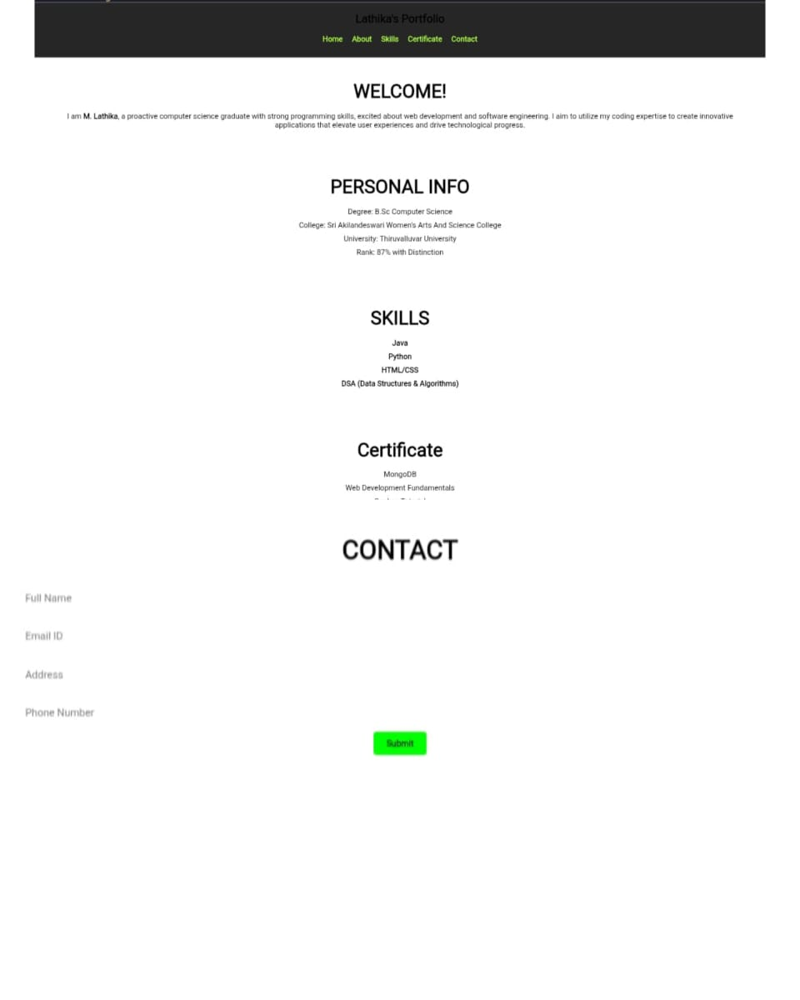 Lathika's Portfolio
Home About Skills Certificate Contact
WELCOME!
I am M. Lathika, a proactive computer science graduate with strong programming skills, excited about web development and software engineering. I aim to utilize my coding expertise to create innovative
applications that elevate user experiences and drive technological progress.
PERSONAL INFO
Degree: B.Sc Computer Science
College: Sri Akilandeswari Women's Arts And Science College
University: Thiruvalluvar University
Rank: 87% with Distinction
SKILLS
Java
Python
HTML/CSS
DSA (Data Structures & Algorithms)
Certificate
MongoDB
Web Development Fundamentals
CONTACT
Full Name
Email ID
Address
Phone Number
Submit